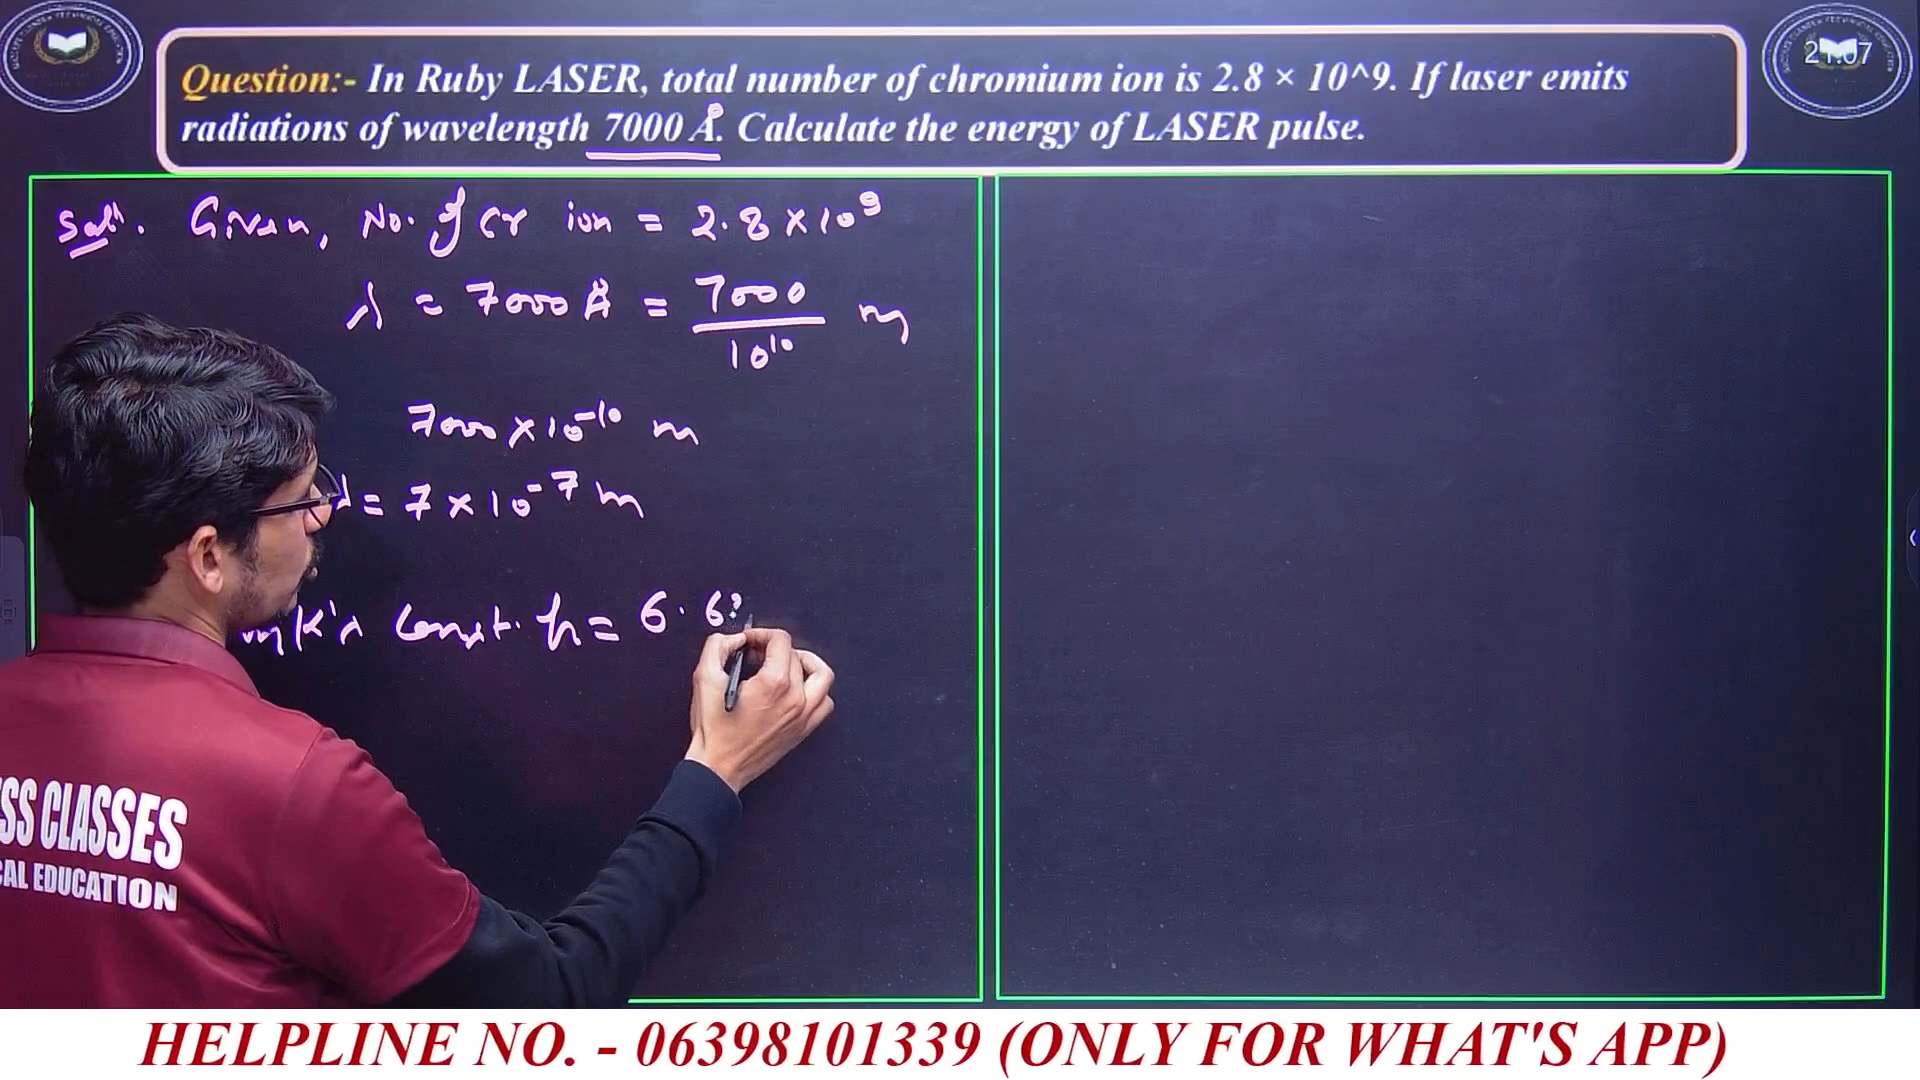 Question:- In Ruby LASER, total number of chromium ion is 2.8 × 10^9. If laser emits
radiations of wavelength 7000 Å. Calculate the energy of LASER pulse.
21:07
Solⁿ. Given, No. of Cr ion = 2.8 × 10⁹
λ = 7000 Å = 7000 / 10¹⁰ m
7000 × 10⁻¹⁰ m
λ = 7 × 10⁻⁷ m
const. h = 6.6
SS CLASSES
CAL EDUCATION
HELPLINE NO. - 06398101339 (ONLY FOR WHAT'S APP)